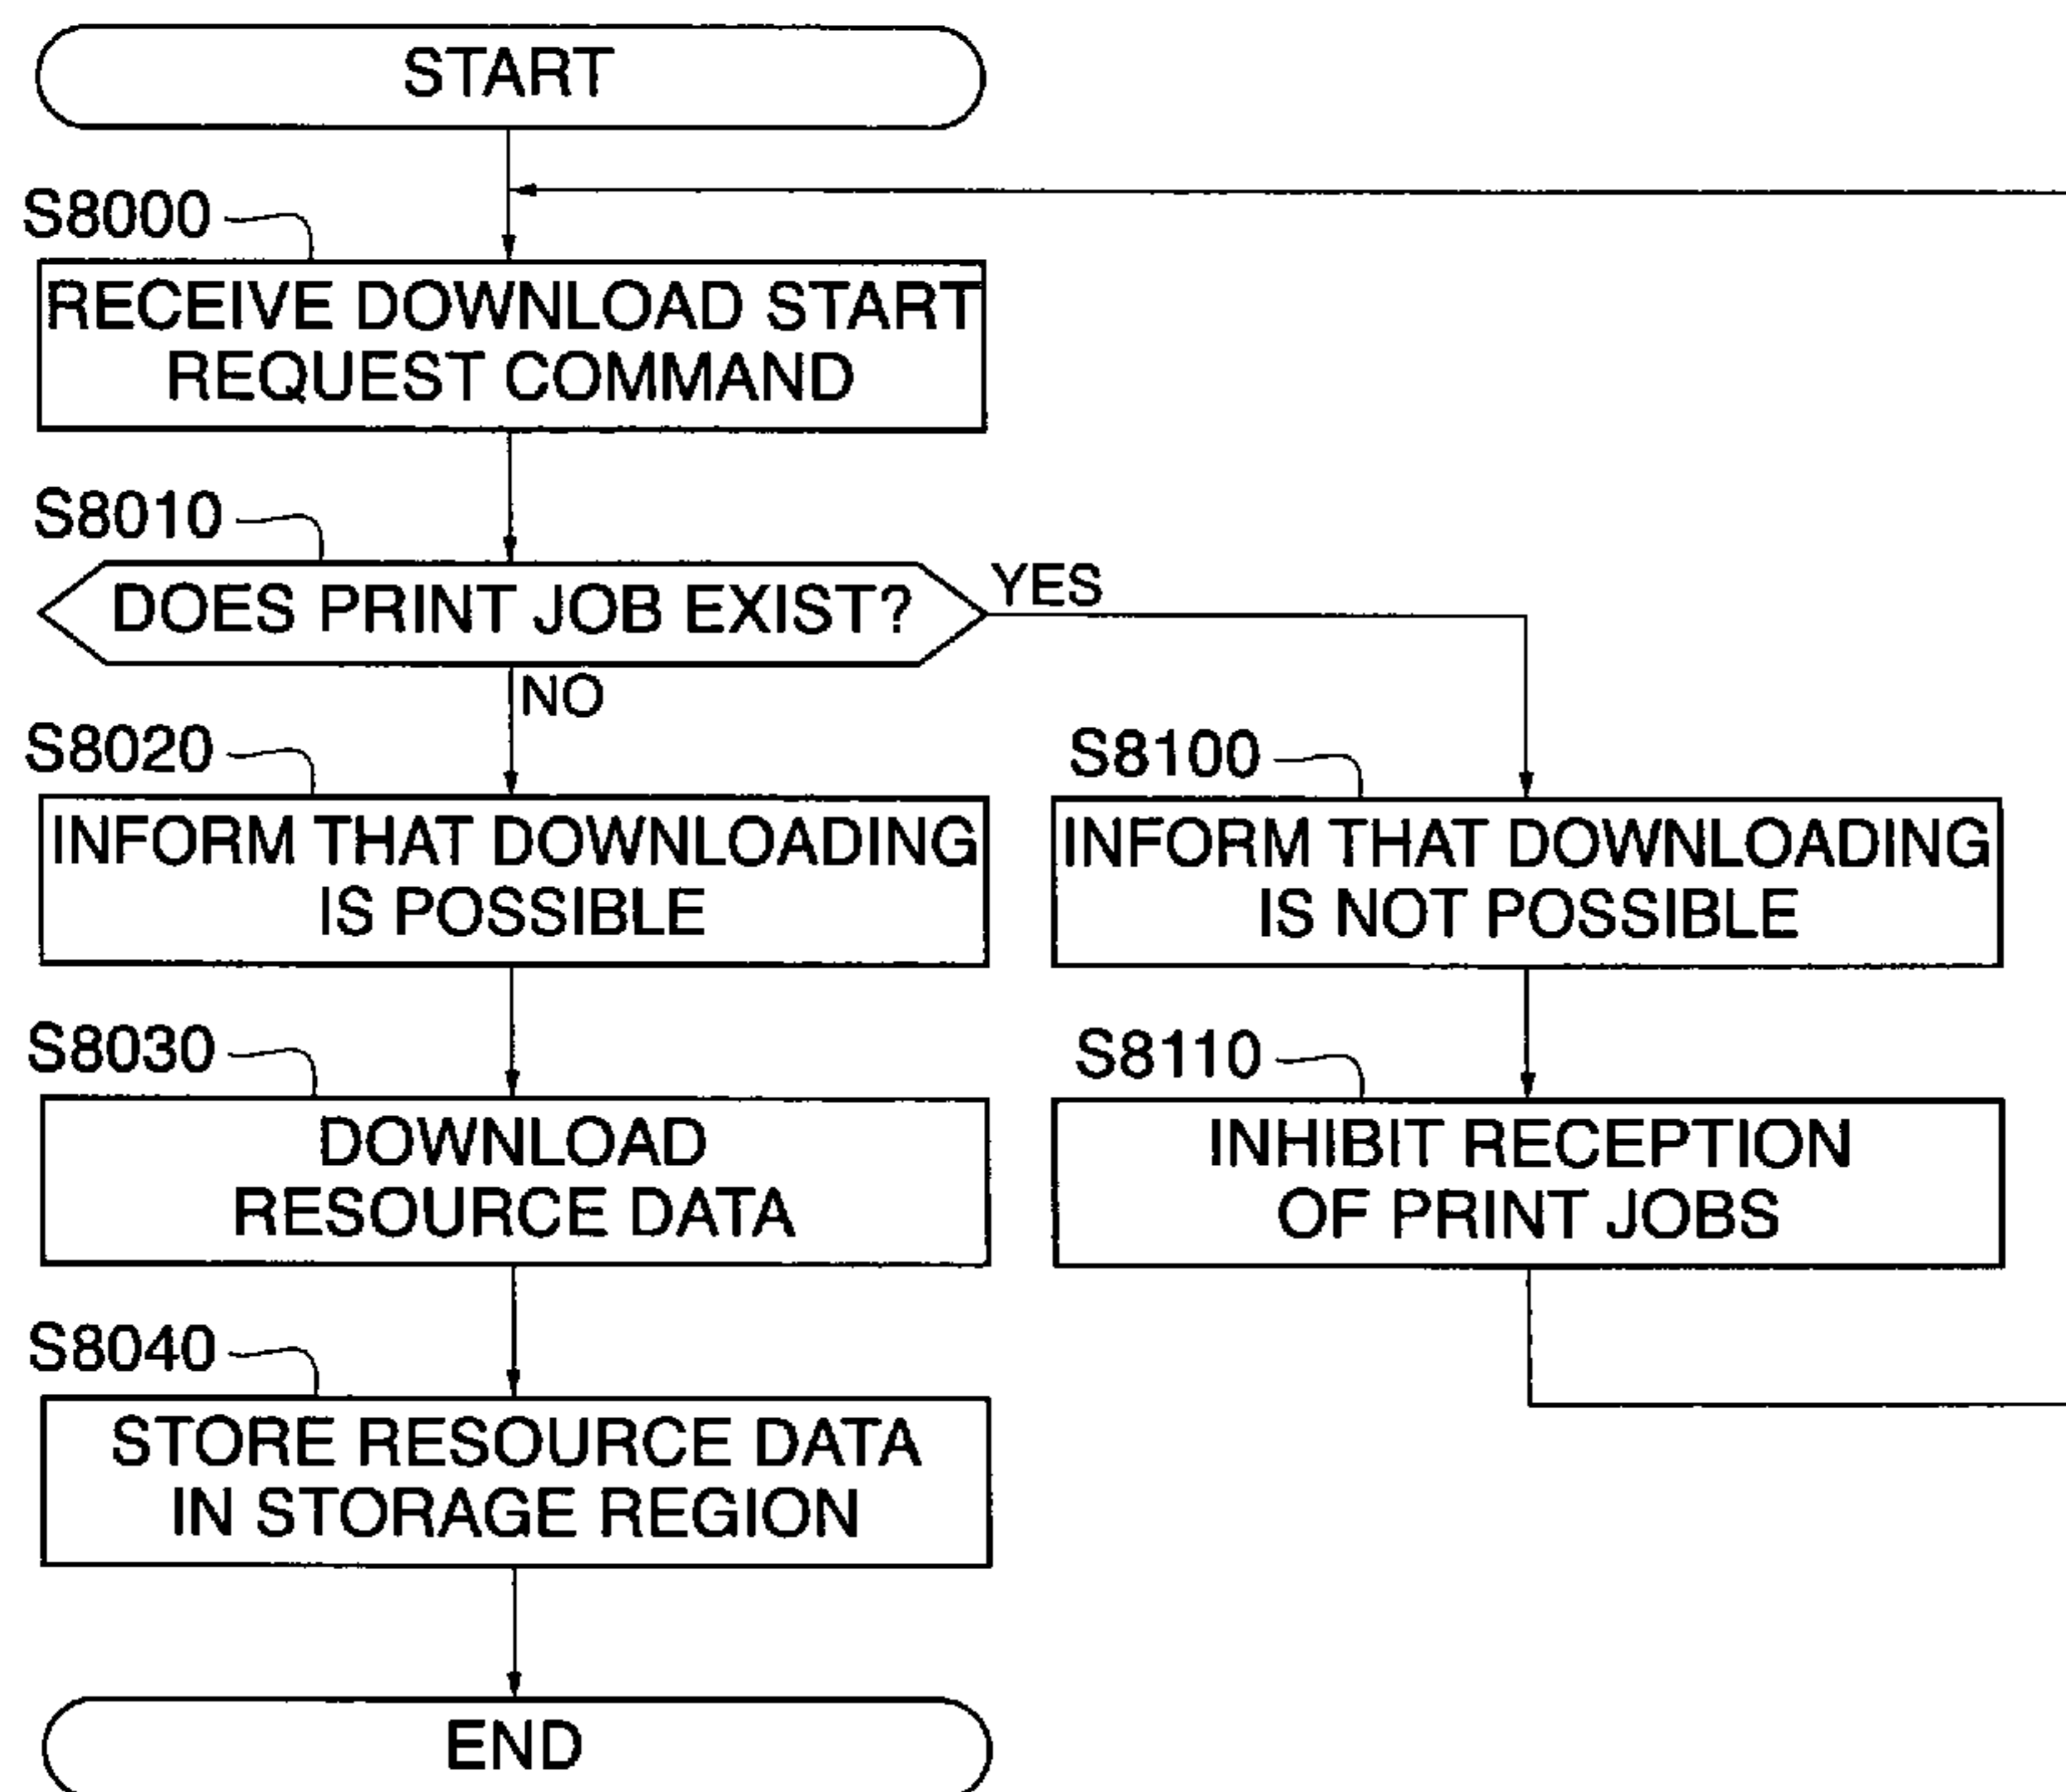 START
S8000
RECEIVE DOWNLOAD START
REQUEST COMMAND
S8010
DOES PRINT JOB EXIST?
YES
NO
S8020
INFORM THAT DOWNLOADING
IS POSSIBLE
S8100
INFORM THAT DOWNLOADING
IS NOT POSSIBLE
S8030
DOWNLOAD
RESOURCE DATA
S8110
INHIBIT RECEPTION
OF PRINT JOBS
S8040
STORE RESOURCE DATA
IN STORAGE REGION
END